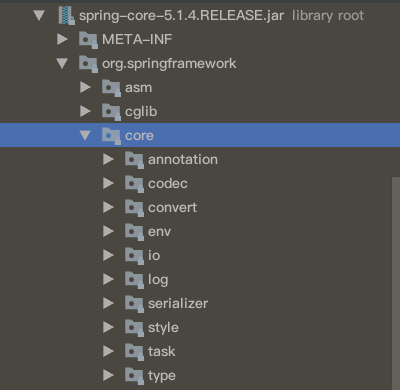 spring-core-5.1.4.RELEASE.jar library root
META-INF
org.springframework
asm
cglib
core
annotation
codec
convert
env
io
log
serializer
style
task
type